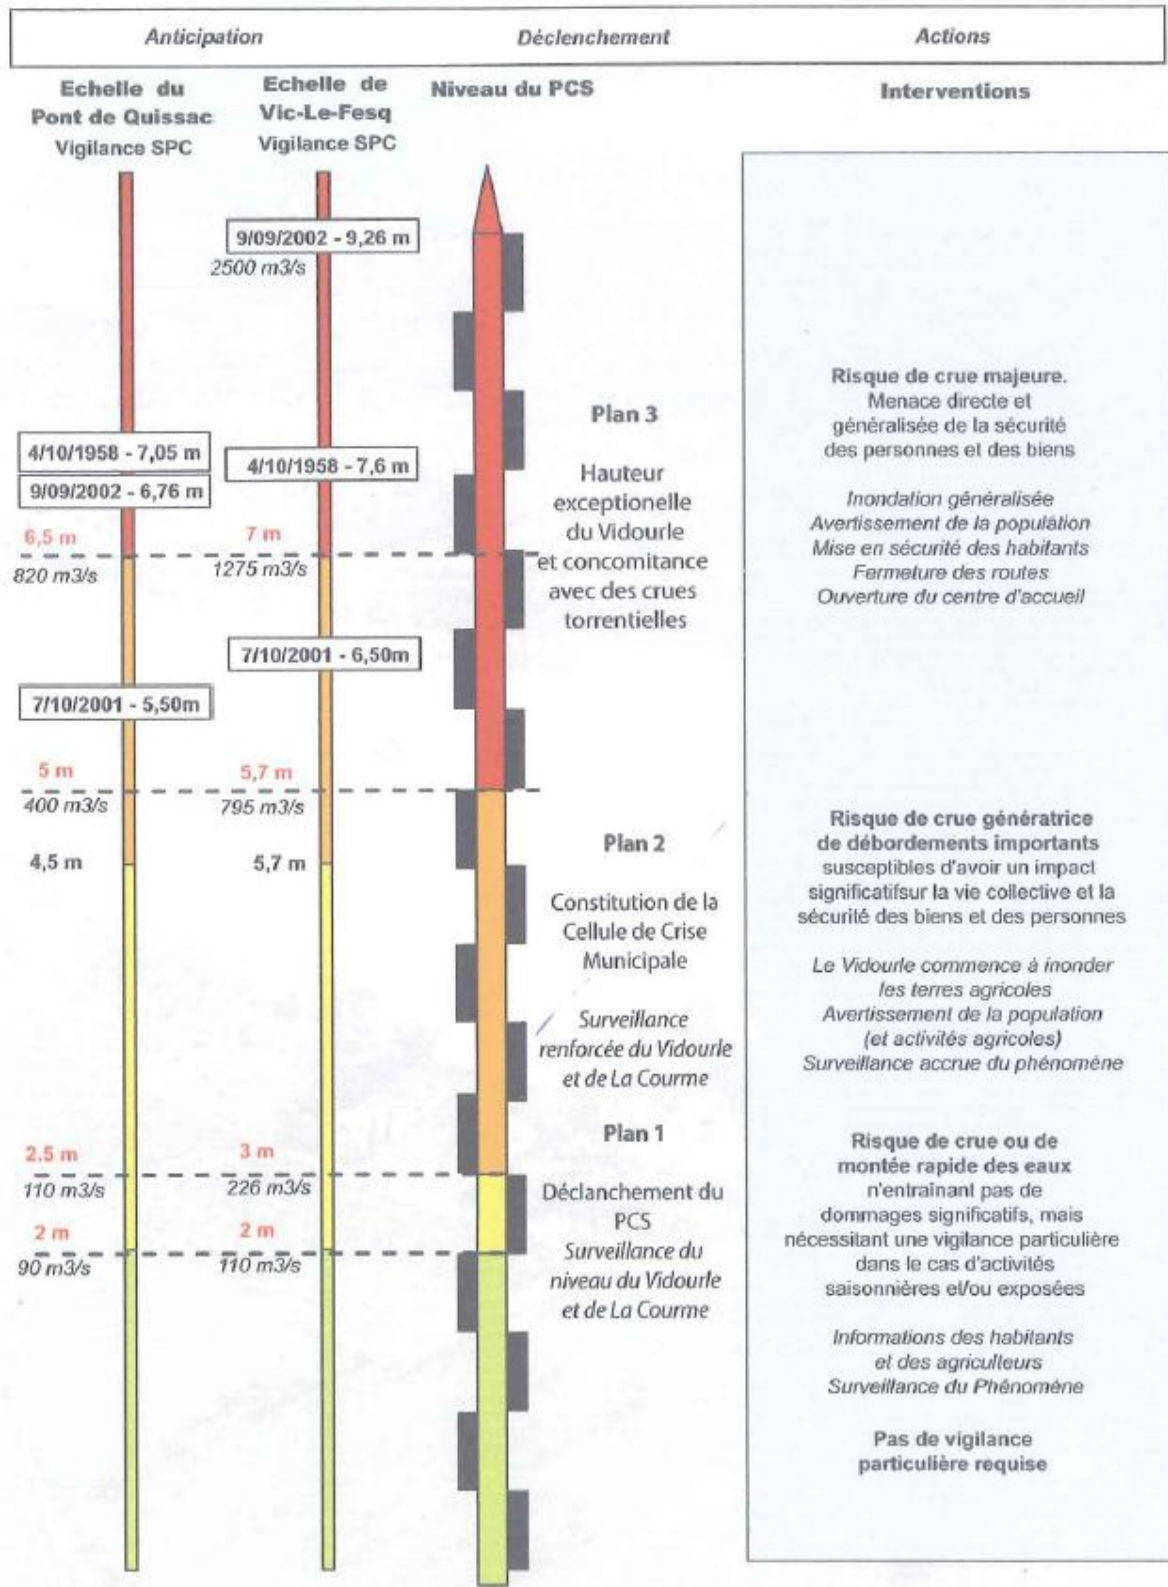 Anticipation
Déclenchement
Actions
Echelle du
Pont de Quissac
Vigilance SPC
Echelle de
Vic-Le-Fesq
Vigilance SPC
Niveau du PCS
Interventions
9/09/2002 - 9,26 m
2500 m3/s
4/10/1958 - 7,05 m
9/09/2002 - 6,76 m
4/10/1958 - 7,6 m
6,5 m
820 m3/s
7 m
1275 m3/s
7/10/2001 - 6,50m
7/10/2001 - 5,50m
5 m
400 m3/s
5,7 m
795 m3/s
4,5 m
5,7 m
2.5 m
110 m3/s
3 m
226 m3/s
2 m
90 m3/s
2 m
110 m3/s
Plan 3
Hauteur
exceptionelle
du Vidourle
et concomitance
avec des crues
torrentielles
Plan 2
Constitution de la
Cellule de Crise
Municipale
Surveillance
renforcée du Vidourle
et de La Courme
Plan 1
Déclanchement du
PCS
Surveillance du
niveau du Vidourle
et de La Courme
Risque de crue majeure.
Menace directe et
généralisée de la sécurité
des personnes et des biens
Inondation généralisée
Avertissement de la population
Mise en sécurité des habitants
Fermeture des routes
Ouverture du centre d'accueil
Risque de crue génératrice
de débordements importants
susceptibles d'avoir un impact
significatifsur la vie collective et la
sécurité des biens et des personnes
Le Vidourle commence à inonder
les terres agricoles
Avertissement de la population
(et activités agricoles)
Surveillance accrue du phénomène
Risque de crue ou de
montée rapide des eaux
n'entraînant pas de
dommages significatifs, mais
nécessitant une vigilance particulière
dans le cas d'activités
saisonnières et/ou exposées
Informations des habitants
et des agriculteurs
Surveillance du Phénomène
Pas de vigilance
particulière requise